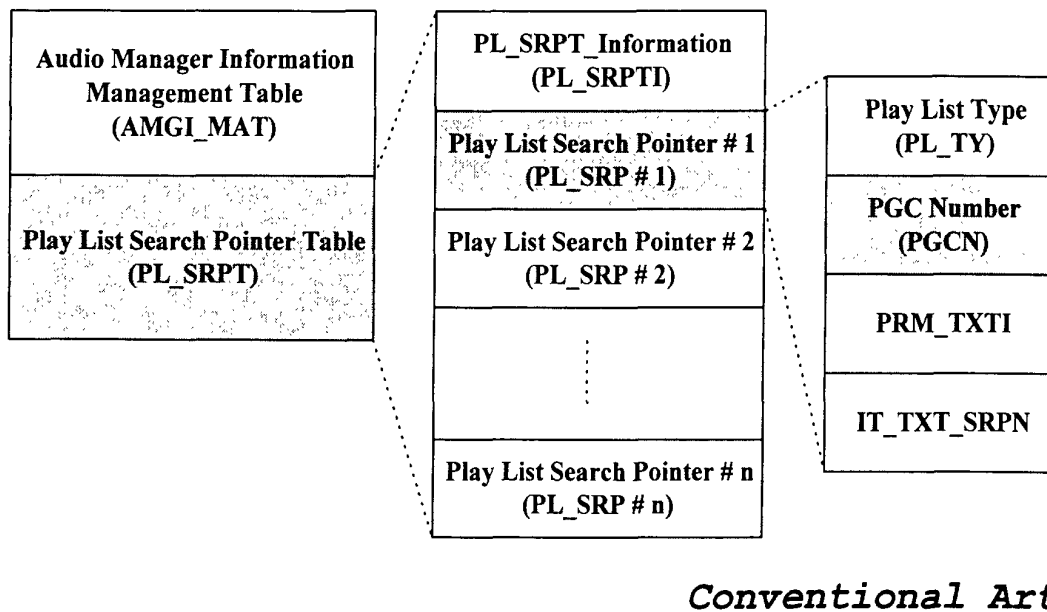 Audio Manager Information
Management Table
(AMGI_MAT)
Play List Search Pointer Table
(PL_SRPT)
PL_SRPT_Information
(PL_SRPTI)
Play List Search Pointer # 1
(PL_SRP # 1)
Play List Search Pointer # 2
(PL_SRP # 2)
Play List Search Pointer # n
(PL_SRP # n)
Play List Type
(PL_TY)
PGC Number
(PGCN)
PRM_TXTI
IT_TXT_SRPN
Conventional Art